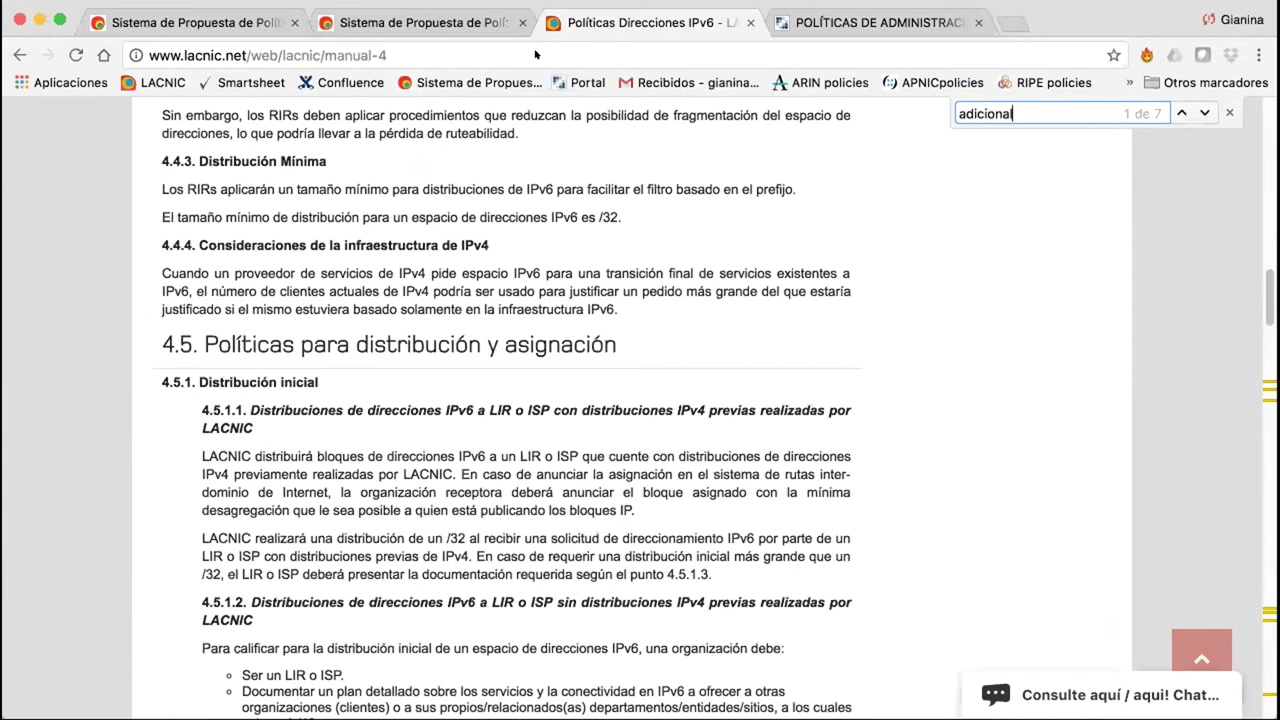 Sistema de Propuesta de Polít
Sistema de Propuesta de Polít
Políticas Direcciones IPv6 - LA
POLÍTICAS DE ADMINISTRAC
Gianina
www.lacnic.net/web/lacnic/manual-4
Aplicaciones
LACNIC
Smartsheet
Confluence
Sistema de Propues...
Portal
Recibidos - gianina...
ARIN policies
APNICpolicies
RIPE policies
»
Otros marcadores
adicional
1 de 7
Sin embargo, los RIRs deben aplicar procedimientos que reduzcan la posibilidad de fragmentación del espacio de
direcciones, lo que podría llevar a la pérdida de ruteabilidad.
4.4.3. Distribución Mínima
Los RIRs aplicarán un tamaño mínimo para distribuciones de IPv6 para facilitar el filtro basado en el prefijo.
El tamaño mínimo de distribución para un espacio de direcciones IPv6 es /32.
4.4.4. Consideraciones de la infraestructura de IPv4
Cuando un proveedor de servicios de IPv4 pide espacio IPv6 para una transición final de servicios existentes a
IPv6, el número de clientes actuales de IPv4 podría ser usado para justificar un pedido más grande del que estaría
justificado si el mismo estuviera basado solamente en la infraestructura IPv6.
4.5. Políticas para distribución y asignación
4.5.1. Distribución inicial
4.5.1.1. Distribuciones de direcciones IPv6 a LIR o ISP con distribuciones IPv4 previas realizadas por
LACNIC
LACNIC distribuirá bloques de direcciones IPv6 a un LIR o ISP que cuente con distribuciones de direcciones
IPv4 previamente realizadas por LACNIC. En caso de anunciar la asignación en el sistema de rutas inter-
dominio de Internet, la organización receptora deberá anunciar el bloque asignado con la mínima
desagregación que le sea posible a quien está publicando los bloques IP.
LACNIC realizará una distribución de un /32 al recibir una solicitud de direccionamiento IPv6 por parte de un
LIR o ISP con distribuciones previas de IPv4. En caso de requerir una distribución inicial más grande que un
/32, el LIR o ISP deberá presentar la documentación requerida según el punto 4.5.1.3.
4.5.1.2. Distribuciones de direcciones IPv6 a LIR o ISP sin distribuciones IPv4 previas realizadas por
LACNIC
Para calificar para la distribución inicial de un espacio de direcciones IPv6, una organización debe:
Ser un LIR o ISP.
Documentar un plan detallado sobre los servicios y la conectividad en IPv6 a ofrecer a otras
organizaciones (clientes) o a sus propios/relacionados(as) departamentos/entidades/sitios, a los cuales
Consulte aquí / aqui! Chat...